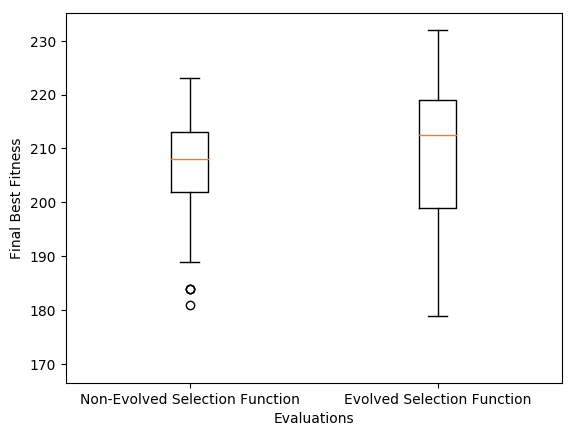 230
220
210
200
190
180
170
Final Best Fitness
Non-Evolved Selection Function
Evolved Selection Function
Evaluations